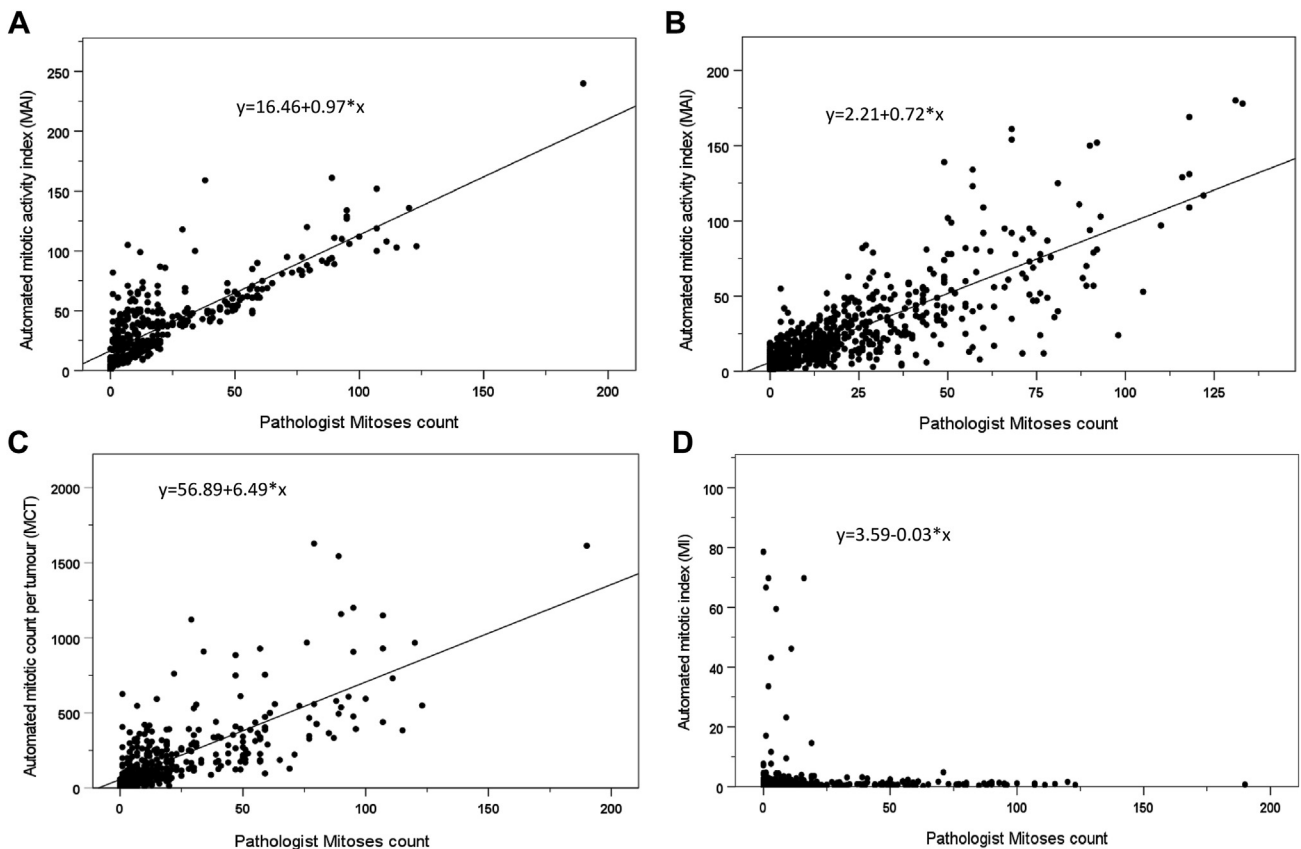 A
Automated mitotic activity index (MAI)
250
200
150
100
50
0
y=16.46+0.97*x
0
50
100
150
200
Pathologist Mitoses count
B
Automated mitotic activity index (MAI)
200
150
100
50
0
y=2.21+0.72*x
0
25
50
75
100
125
Pathologist Mitoses count
C
Automated mitotic count per tumour (MCT)
2000
1500
1000
500
0
y=56.89+6.49*x
0
50
100
150
200
Pathologist Mitoses count
D
Automated mitotic index (MI)
100
80
60
40
20
0
y=3.59-0.03*x
0
50
100
150
200
Pathologist Mitoses count